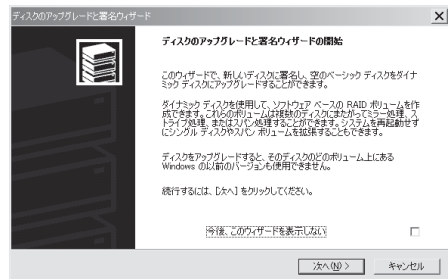 ディスクのアップグレードと署名ウィザード
ディスクのアップグレードと署名ウィザードの開始
このウィザードで、新しいディスクに署名し、空のベーシック ディスクをダイナ
ミック ディスクにアップグレードすることができます。
ダイナミック ディスクを使用して、ソフトウェア ベースの RAID ボリュームを作
成できます。これらのボリュームは複数のディスクにまたがってミラー処理、ス
トライプ処理、またはスパン処理することができます。システムを再起動せず
にシングル ディスクやスパン ボリュームを拡張することもできます。
ディスクをアップグレードすると、そのディスクのどのボリューム上にある
Windows の以前のバージョンも使用できません。
続行するには、[次へ] をクリックしてください。
今後、このウィザードを表示しない
次へ(N) >
キャンセル